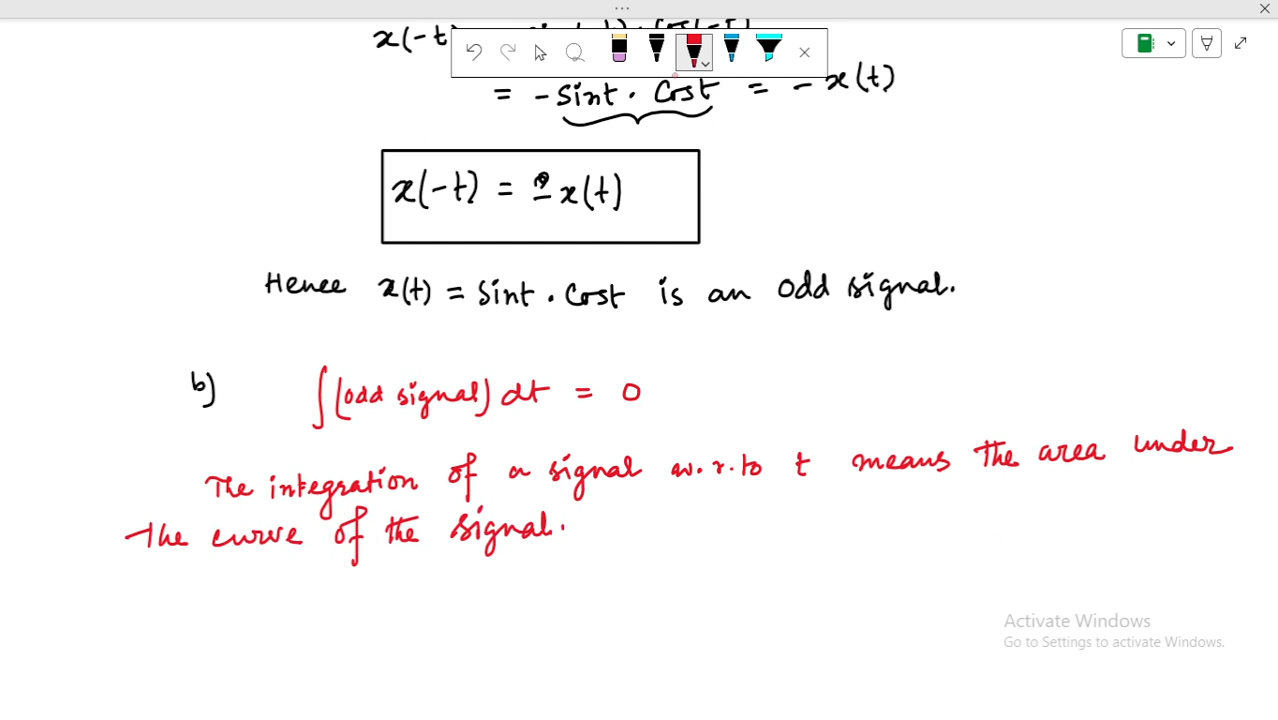 x(-t)
= - sint . Cost = - x(t)
x(-t) = - x(t)
Hence x(t) = sint . Cost is an odd signal.
b) ∫(odd signal) dt = 0
The integration of a signal w.r.to t means the area under
the curve of the signal.
Activate Windows
Go to Settings to activate Windows.